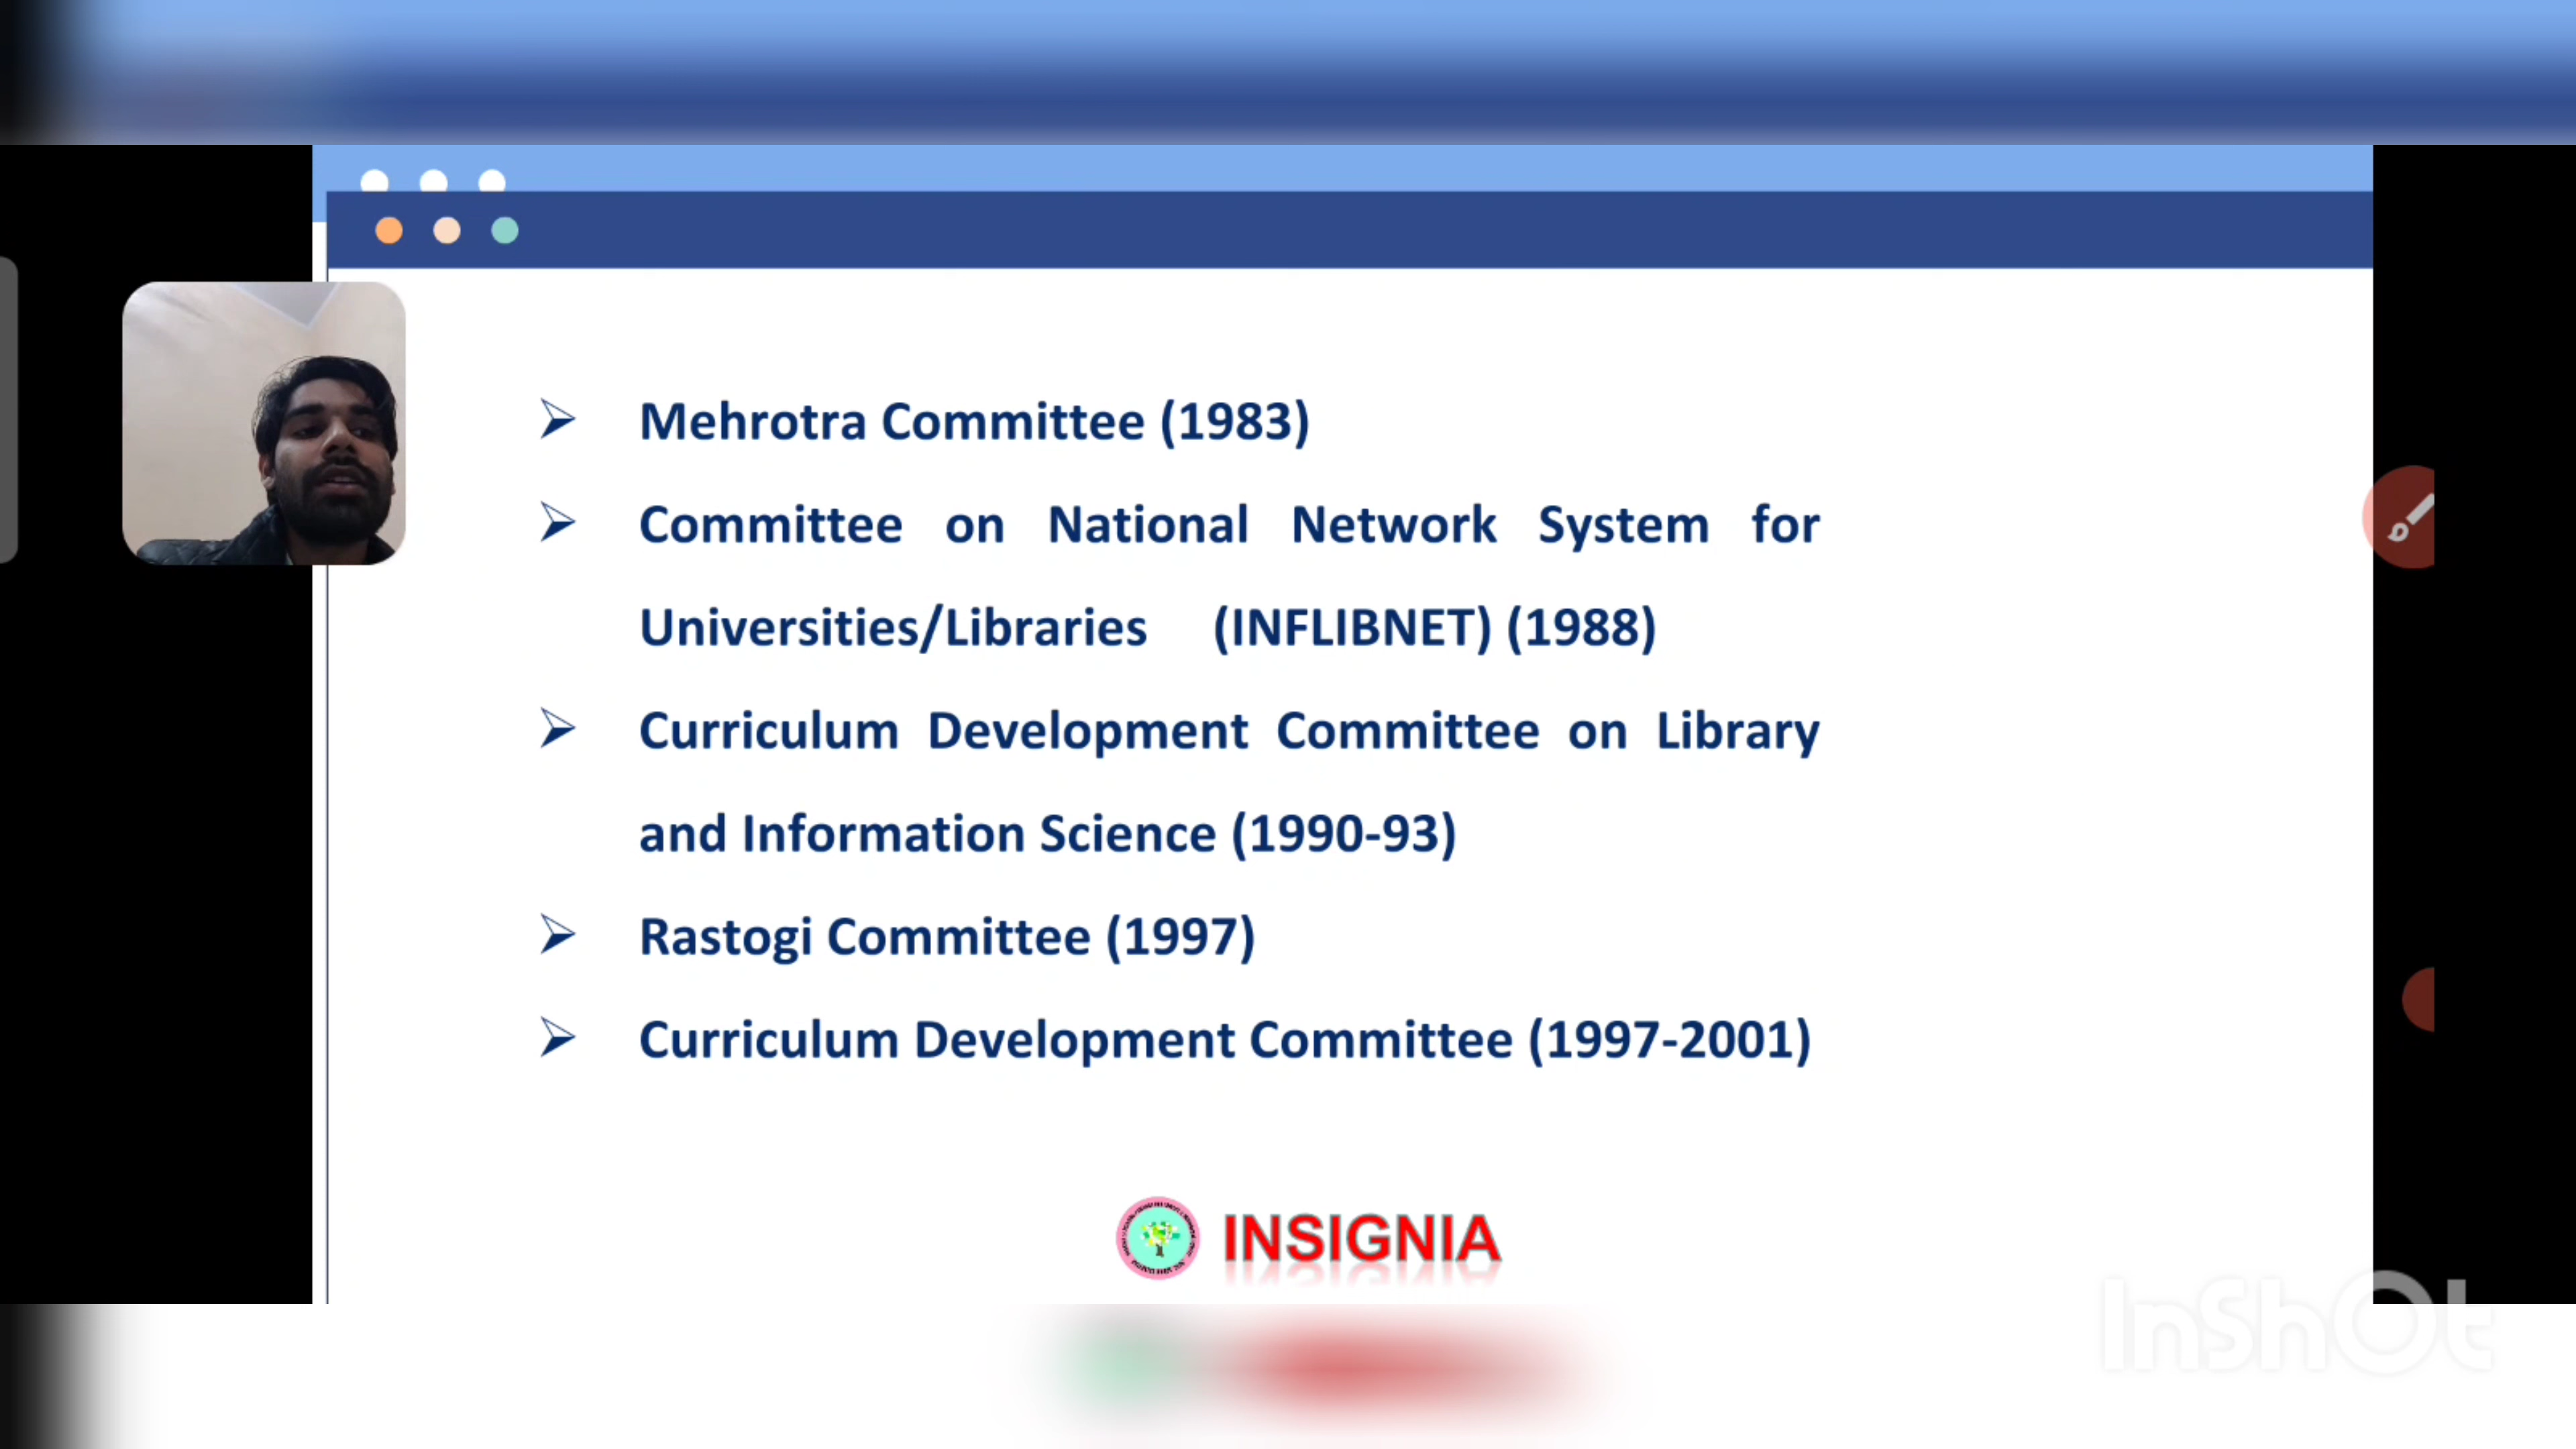 Mehrotra Committee (1983)
Committee on National Network System for
Universities/Libraries (INFLIBNET) (1988)
Curriculum Development Committee on Library
and Information Science (1990-93)
Rastogi Committee (1997)
Curriculum Development Committee (1997-2001)
INSIGNIA
InShOt